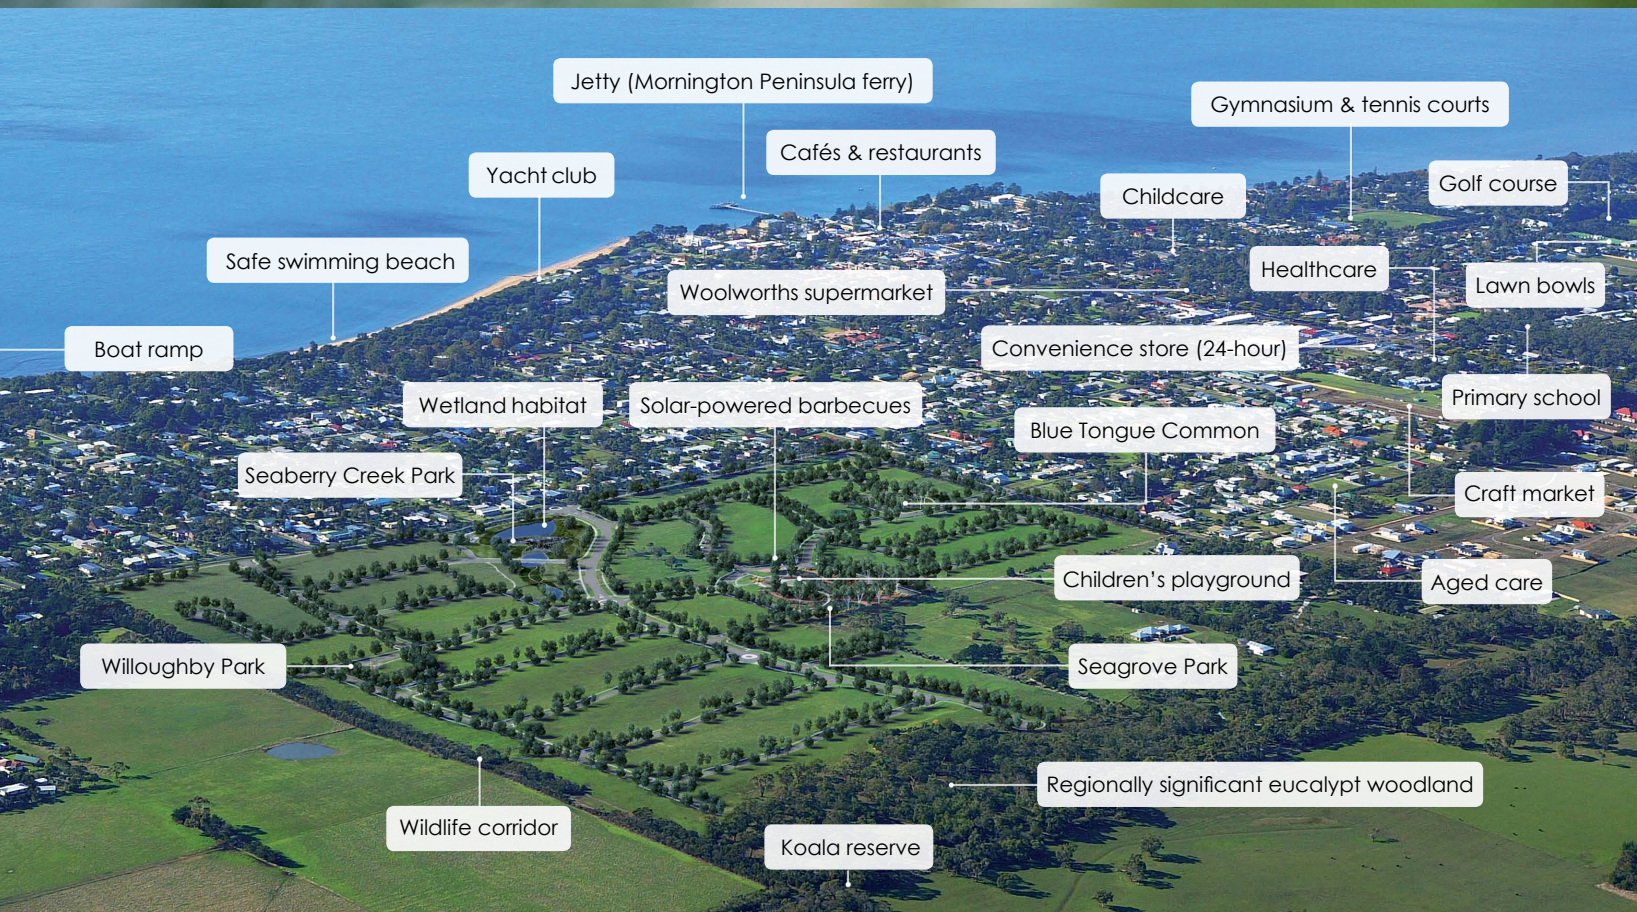 Jetty (Mornington Peninsula ferry)
Gymnasium & tennis courts
Cafés & restaurants
Yacht club
Golf course
Childcare
Safe swimming beach
Healthcare
Lawn bowls
Woolworths supermarket
Boat ramp
Convenience store (24-hour)
Primary school
Wetland habitat
Solar-powered barbecues
Blue Tongue Common
Seaberry Creek Park
Craft market
Children’s playground
Aged care
Willoughby Park
Seagrove Park
Regionally significant eucalypt woodland
Wildlife corridor
Koala reserve